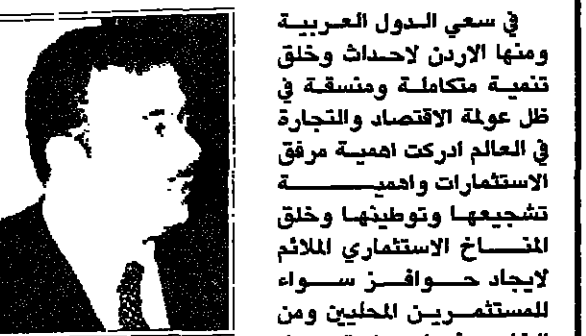 في سعي الدول العربية
ومنها الاردن لاحداث وخلق
تنمية متكاملة ومنسقة في
ظل عولمة الاقتصاد والتجارة
في العالم ادركت اهمية مرفق
الاستثمارات واهمية
تشجيعها وتوطينها وخلق
المناخ الاستثماري الملائم
لايجاد حوافز سواء
للمستثمرين المحليين ومن